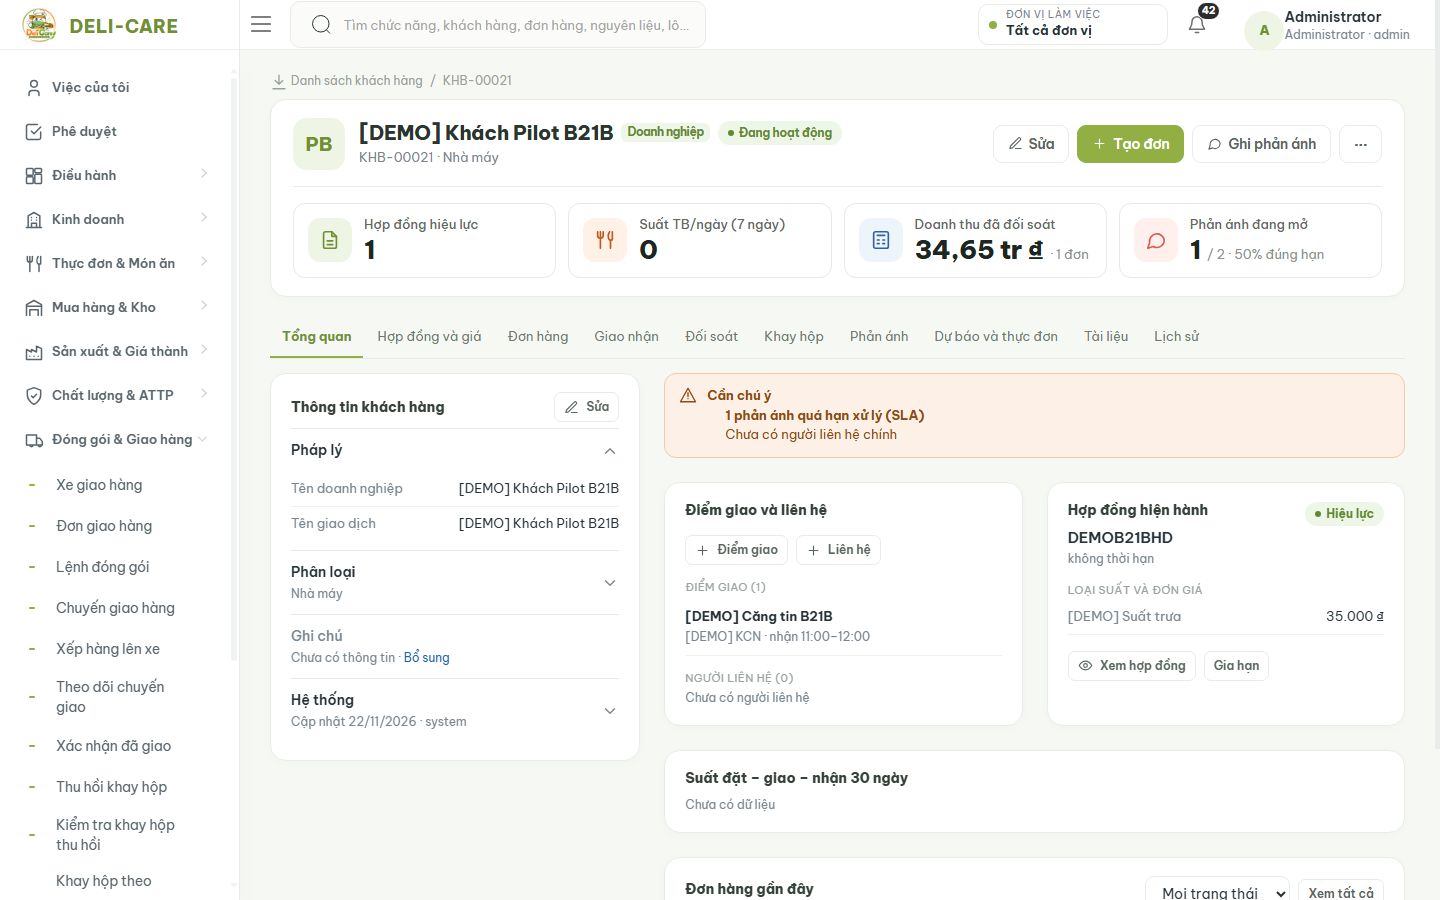 DELI-CARE
Tìm chức năng, khách hàng, đơn hàng, nguyên liệu, lô...
ĐƠN VỊ LÀM VIỆC
Tất cả đơn vị
42
A
Administrator
Administrator · admin
Việc của tôi
Phê duyệt
Điều hành
Kinh doanh
Thực đơn & Món ăn
Mua hàng & Kho
Sản xuất & Giá thành
Chất lượng & ATTP
Đóng gói & Giao hàng
Xe giao hàng
Đơn giao hàng
Lệnh đóng gói
Chuyến giao hàng
Xếp hàng lên xe
Theo dõi chuyến
giao
Xác nhận đã giao
Thu hồi khay hộp
Kiểm tra khay hộp
thu hồi
Khay hộp theo
Danh sách khách hàng / KHB-00021
PB
[DEMO] Khách Pilot B21B
Doanh nghiệp
Đang hoạt động
KHB-00021 · Nhà máy
Sửa
Tạo đơn
Ghi phản ánh
...
Hợp đồng hiệu lực
1
Suất TB/ngày (7 ngày)
0
Doanh thu đã đối soát
34,65 tr ₫ · 1 đơn
Phản ánh đang mở
1 / 2 · 50% đúng hạn
Tổng quan
Hợp đồng và giá
Đơn hàng
Giao nhận
Đối soát
Khay hộp
Phản ánh
Dự báo và thực đơn
Tài liệu
Lịch sử
Thông tin khách hàng
Sửa
Pháp lý
Tên doanh nghiệp [DEMO] Khách Pilot B21B
Tên giao dịch [DEMO] Khách Pilot B21B
Phân loại
Nhà máy
Ghi chú
Chưa có thông tin · Bổ sung
Hệ thống
Cập nhật 22/11/2026 · system
Cần chú ý
1 phản ánh quá hạn xử lý (SLA)
Chưa có người liên hệ chính
Điểm giao và liên hệ
Điểm giao
Liên hệ
ĐIỂM GIAO (1)
[DEMO] Căng tin B21B
[DEMO] KCN · nhận 11:00–12:00
NGƯỜI LIÊN HỆ (0)
Chưa có người liên hệ
Hợp đồng hiện hành
Hiệu lực
DEMOB21BHD
không thời hạn
LOẠI SUẤT VÀ ĐƠN GIÁ
[DEMO] Suất trưa 35.000 ₫
Xem hợp đồng
Gia hạn
Suất đặt – giao – nhận 30 ngày
Chưa có dữ liệu
Đơn hàng gần đây
Mọi trạng thái
Xem tất cả